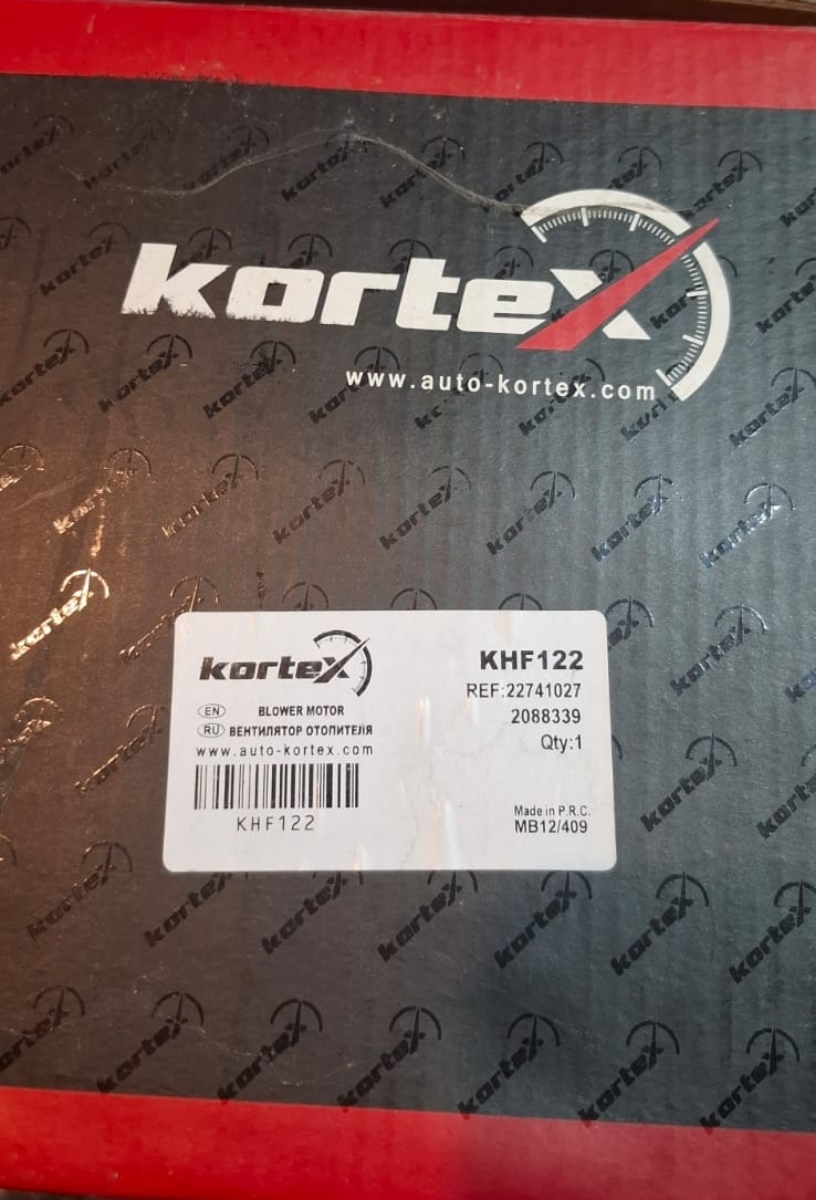 kortex
www.auto-kortex.com
kortex
KHF122
REF:22741027
2088339
Qty:1
EN BLOWER MOTOR
RU ВЕНТИЛЯТОР ОТОПИТЕЛЯ
www.auto-kortex.com
KHF122
Made in P.R.C.
MB12/409